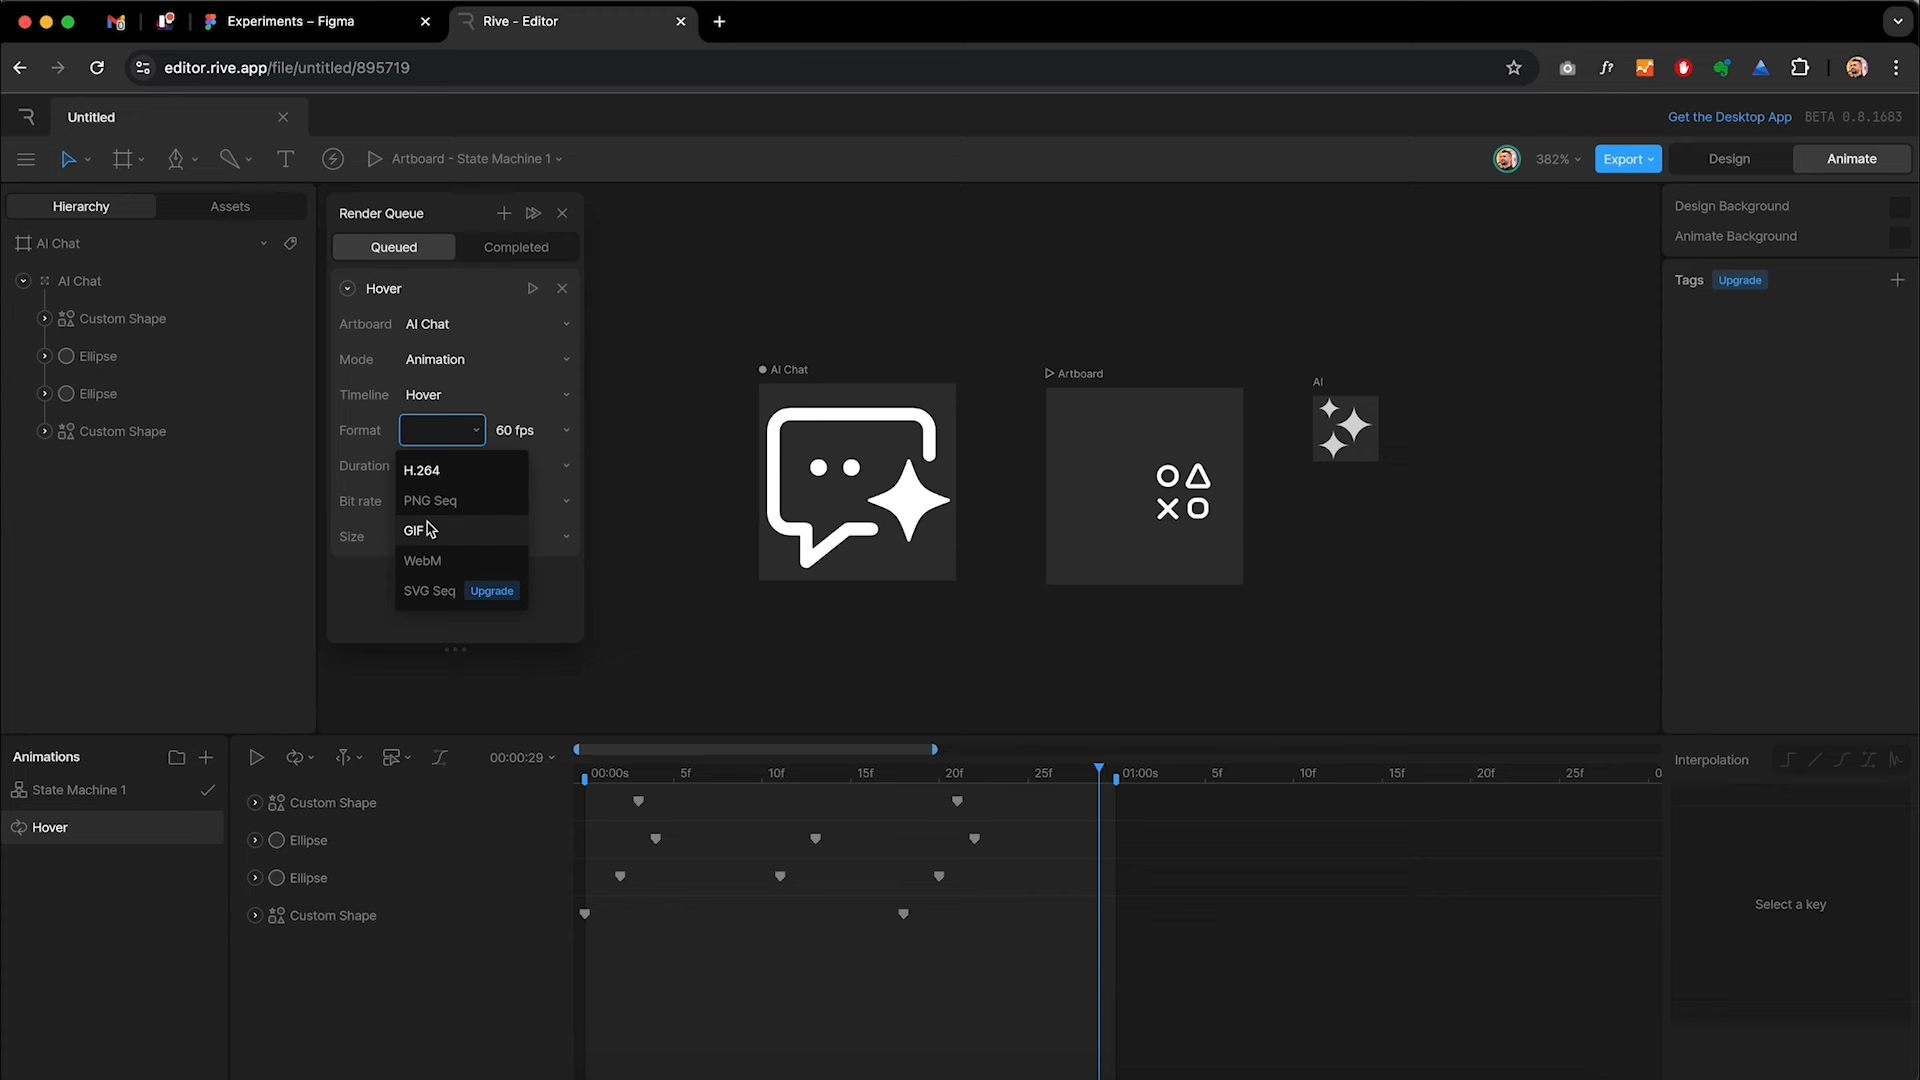 Experiments – Figma
Rive - Editor
editor.rive.app/file/untitled/895719
f?
Untitled
Get the Desktop App
BETA 0.8.1683
Artboard - State Machine 1
382%
Export
Design
Animate
Hierarchy
Assets
AI Chat
AI Chat
Custom Shape
Ellipse
Ellipse
Custom Shape
Render Queue
Queued
Completed
Hover
Artboard
AI Chat
Mode
Animation
Timeline
Hover
Format
60 fps
Duration
Bit rate
Size
H.264
PNG Seq
GIF
WebM
SVG Seq
Upgrade
AI Chat
Artboard
AI
Design Background
Animate Background
Tags
Upgrade
Animations
State Machine 1
Hover
00:00:29
00:00s
5f
10f
15f
20f
25f
01:00s
5f
10f
15f
20f
25f
0
Custom Shape
Ellipse
Ellipse
Custom Shape
Interpolation
Select a key